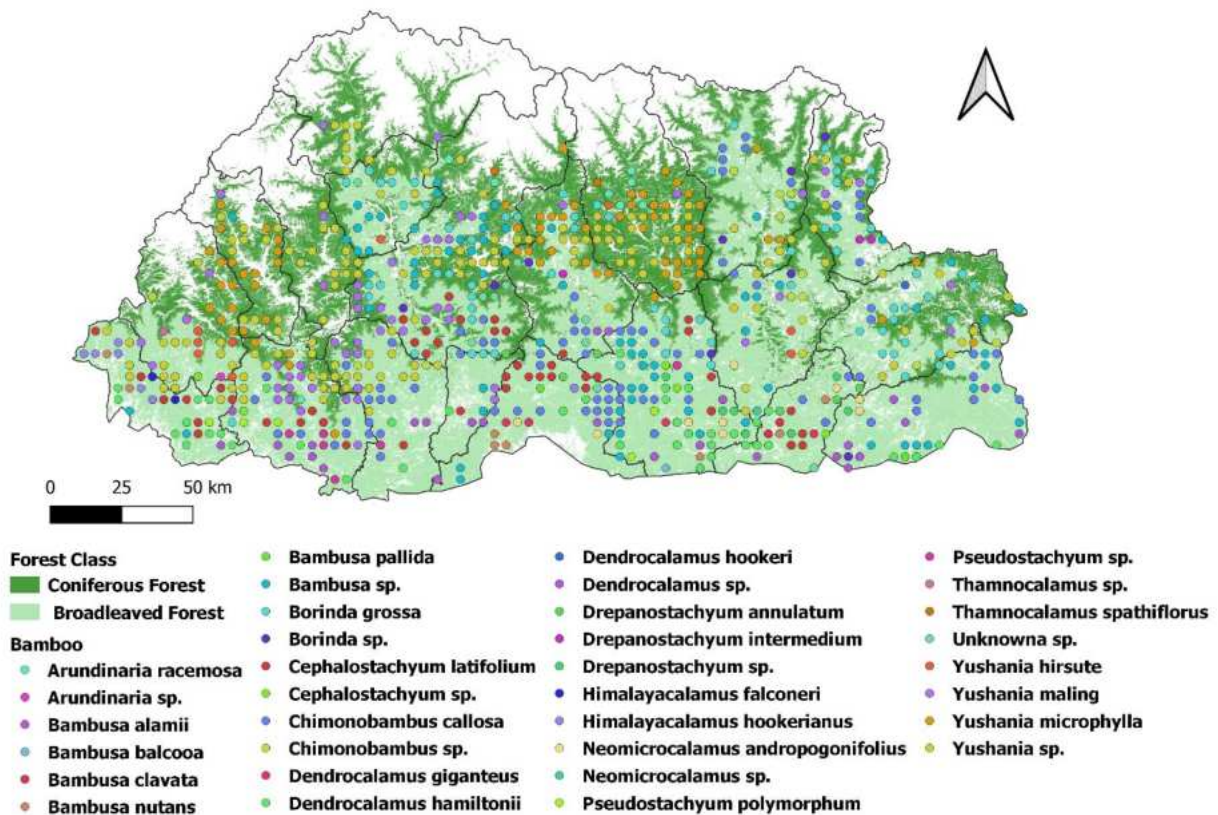 0 25 50 km
Forest Class
Coniferous Forest
Broadleaved Forest
Bamboo
Arundinaria racemosa
Arundinaria sp.
Bambusa alamii
Bambusa balcooa
Bambusa clavata
Bambusa nutans
Bambusa pallida
Bambusa sp.
Borinda grossa
Borinda sp.
Cephalostachyum latifolium
Cephalostachyum sp.
Chimonobambus callosa
Chimonobambus sp.
Dendrocalamus giganteus
Dendrocalamus hamiltonii
Dendrocalamus hookeri
Dendrocalamus sp.
Drepanostachyum annulatum
Drepanostachyum intermedium
Drepanostachyum sp.
Himalayacalamus falconeri
Himalayacalamus hookerianus
Neomicrocalamus andropogonifolius
Neomicrocalamus sp.
Pseudostachyum polymorphum
Pseudostachyum sp.
Thamnocalamus sp.
Thamnocalamus spathiflorus
Unknowna sp.
Yushania hirsute
Yushania maling
Yushania microphylla
Yushania sp.